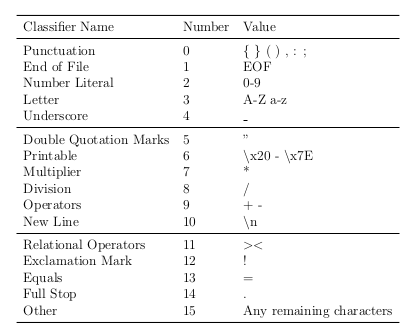 Classifier Name Number Value
Punctuation 0 { } ( ) , : ;
End of File 1 EOF
Number Literal 2 0-9
Letter 3 A-Z a-z
Underscore 4 _
Double Quotation Marks 5 ”
Printable 6 \x20 - \x7E
Multiplier 7 *
Division 8 /
Operators 9 + -
New Line 10 \n
Relational Operators 11 ><
Exclamation Mark 12 !
Equals 13 =
Full Stop 14 .
Other 15 Any remaining characters